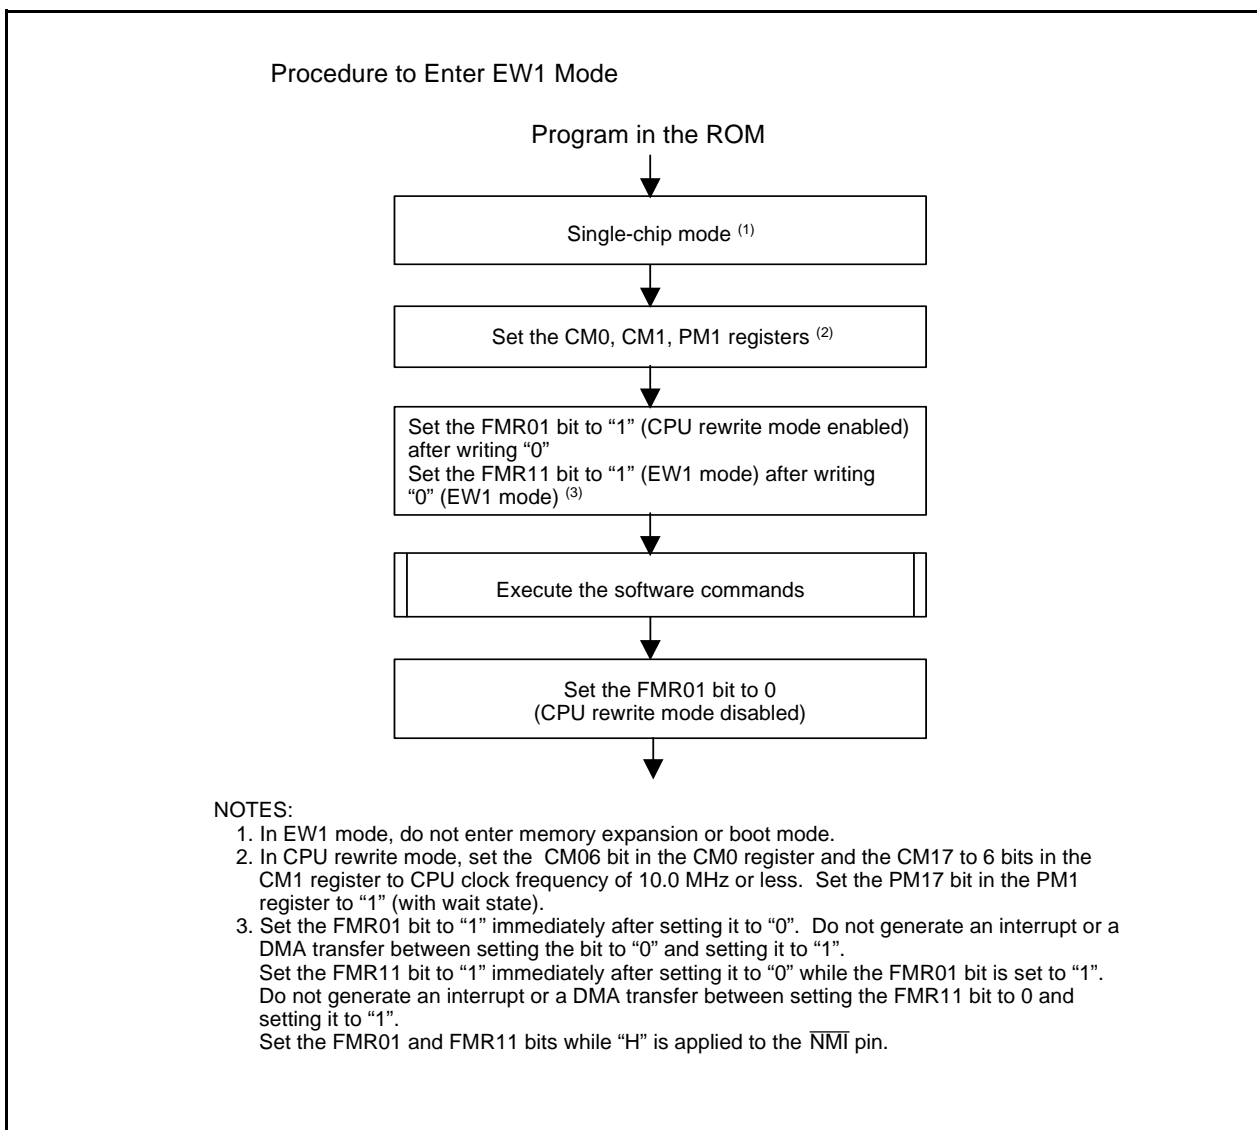 Procedure to Enter EW1 Mode
Program in the ROM
Single-chip mode (1)
Set the CM0, CM1, PM1 registers (2)
Set the FMR01 bit to “1” (CPU rewrite mode enabled)
after writing “0”
Set the FMR11 bit to “1” (EW1 mode) after writing
“0” (EW1 mode) (3)
Execute the software commands
Set the FMR01 bit to 0
(CPU rewrite mode disabled)
NOTES:
1. In EW1 mode, do not enter memory expansion or boot mode.
2. In CPU rewrite mode, set the CM06 bit in the CM0 register and the CM17 to 6 bits in the
CM1 register to CPU clock frequency of 10.0 MHz or less. Set the PM17 bit in the PM1
register to “1” (with wait state).
3. Set the FMR01 bit to “1” immediately after setting it to “0”. Do not generate an interrupt or a
DMA transfer between setting the bit to “0” and setting it to “1”.
Set the FMR11 bit to “1” immediately after setting it to “0” while the FMR01 bit is set to “1”.
Do not generate an interrupt or a DMA transfer between setting the FMR11 bit to 0 and
setting it to “1”.
Set the FMR01 and FMR11 bits while “H” is applied to the N̅M̅I̅ pin.